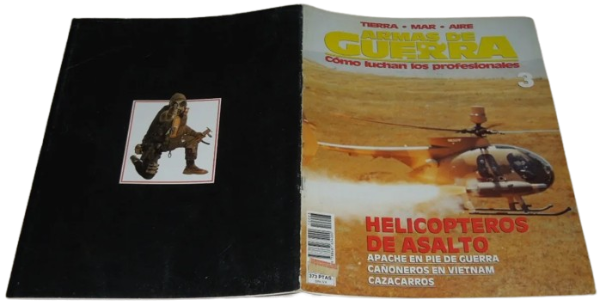 TIERRA • MAR • AIRE
ARMAS DE
GUERRA
Cómo luchan los profesionales
3
HELICOPTEROS
DE ASALTO
APACHE EN PIE DE GUERRA
CAÑONEROS EN VIETNAM
CAZACARROS